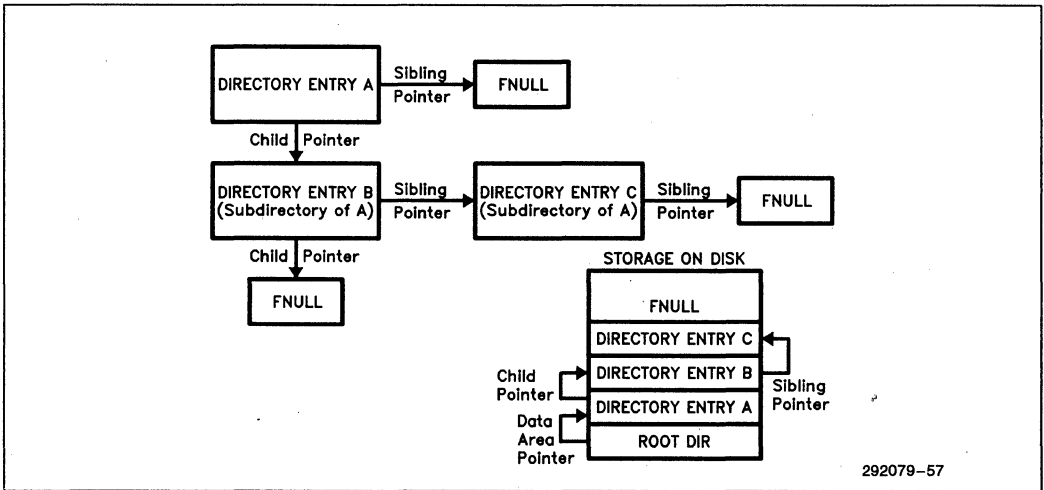 DIRECTORY ENTRY A
Sibling
Pointer
FNULL
Child Pointer
DIRECTORY ENTRY B
(Subdirectory of A)
Sibling
Pointer
DIRECTORY ENTRY C
(Subdirectory of A)
Sibling
Pointer
FNULL
Child Pointer
FNULL
STORAGE ON DISK
FNULL
DIRECTORY ENTRY C
DIRECTORY ENTRY B
DIRECTORY ENTRY A
ROOT DIR
Child
Pointer
Data
Area
Pointer
Sibling
Pointer
292079-57